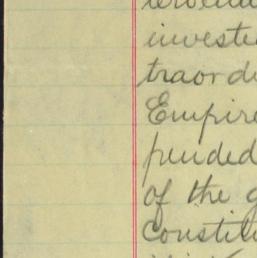 investe
traordi
Empire
pended
of the g
constitu